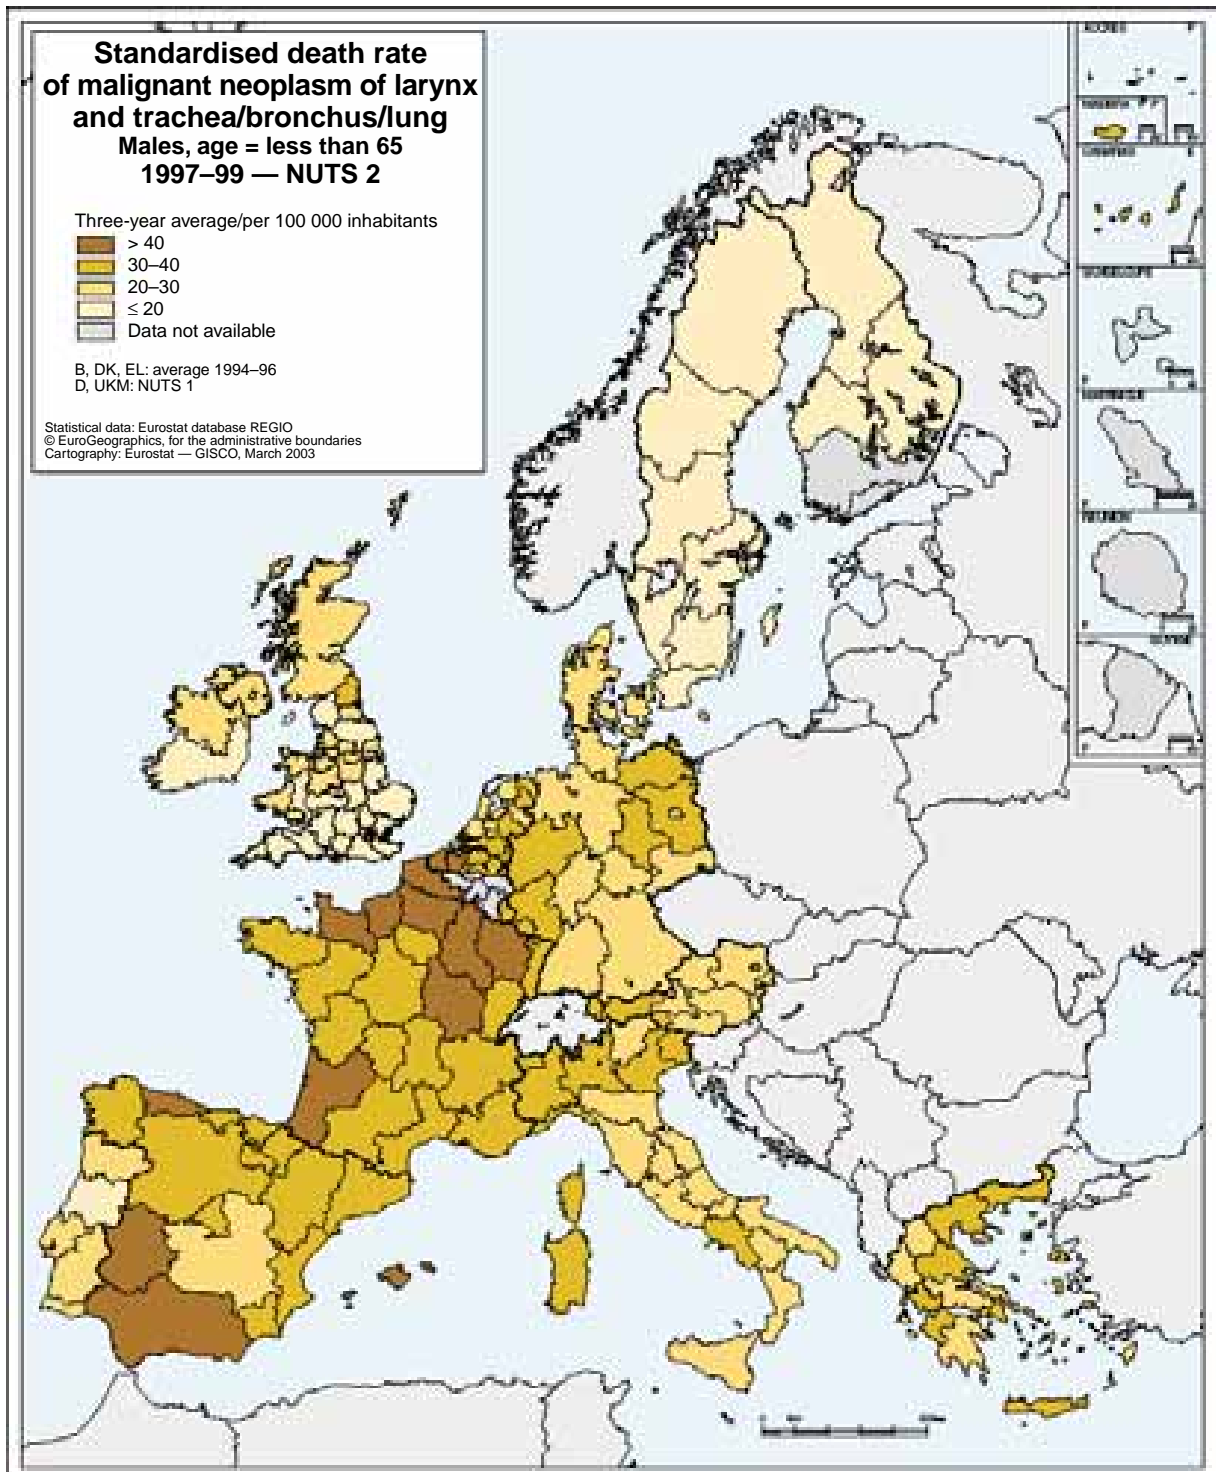 Standardised death rate
of malignant neoplasm of larynx
and trachea/bronchus/lung
Males, age = less than 65
1997–99 — NUTS 2
Three-year average/per 100 000 inhabitants
> 40
30–40
20–30
≤ 20
Data not available
B, DK, EL: average 1994–96
D, UKM: NUTS 1
Statistical data: Eurostat database REGIO
© EuroGeographics, for the administrative boundaries
Cartography: Eurostat — GISCO, March 2003